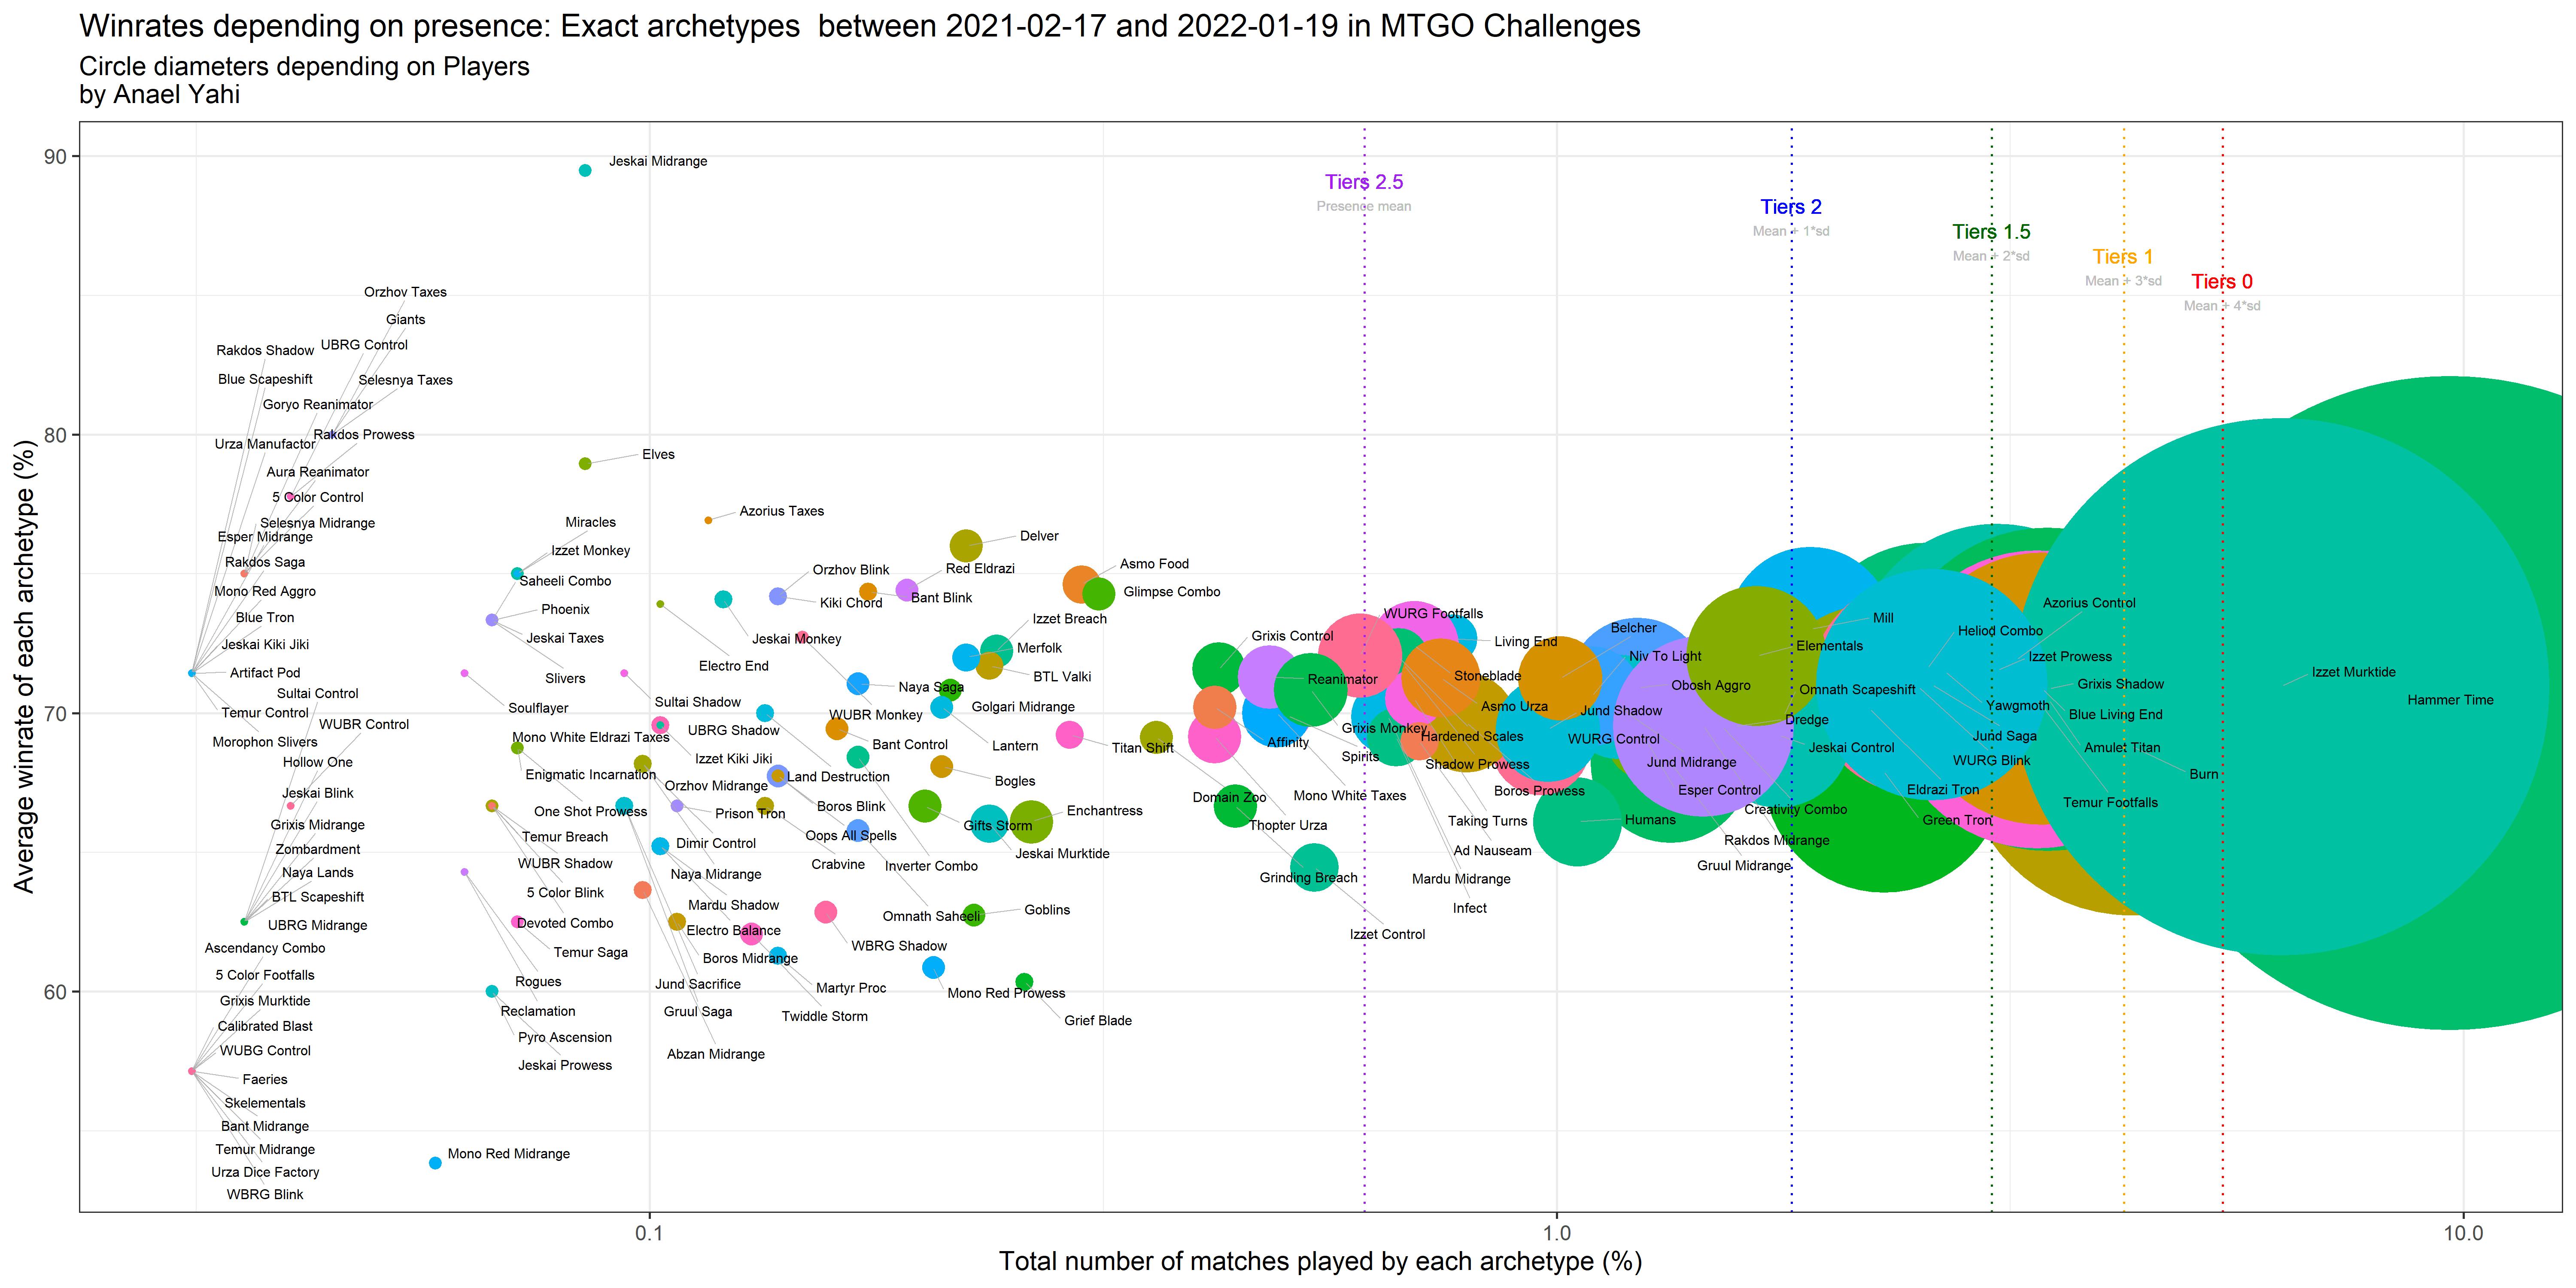 Winrates depending on presence: Exact archetypes  between 2021-02-17 and 2022-01-19 in MTGO Challenges
Circle diameters depending on Players
by Anael Yahi
Average winrate of each archetype (%)
90
80
70
60
Tiers 2.5
Presence mean
Tiers 2
Mean + 1*sd
Tiers 1.5
Mean + 2*sd
Tiers 1
Mean + 3*sd
Tiers 0
Mean + 4*sd
Jeskai Midrange
Orzhov Taxes
Giants
UBRG Control
Rakdos Shadow
Blue Scapeshift
Selesnya Taxes
Goryo Reanimator
Rakdos Prowess
Urza Manufactor
Aura Reanimator
5 Color Control
Selesnya Midrange
Esper Midrange
Rakdos Saga
Mono Red Aggro
Blue Tron
Jeskai Kiki Jiki
Artifact Pod
Sultai Control
Temur Control
WUBR Control
Morophon Slivers
Hollow One
Jeskai Blink
Grixis Midrange
Zombardment
Naya Lands
BTL Scapeshift
UBRG Midrange
Ascendancy Combo
5 Color Footfalls
Grixis Murktide
Calibrated Blast
WUBG Control
Faeries
Skelementals
Bant Midrange
Temur Midrange
Urza Dice Factory
WBRG Blink
Mono Red Midrange
Elves
Azorius Taxes
Miracles
Izzet Monkey
Saheeli Combo
Phoenix
Jeskai Taxes
Slivers
Soulflayer
Electro End
Sultai Shadow
Mono White Eldrazi Taxes
UBRG Shadow
Izzet Kiki Jiki
Enigmatic Incarnation
Orzhov Midrange
One Shot Prowess
Prison Tron
Temur Breach
Dimir Control
WUBR Shadow
Naya Midrange
5 Color Blink
Mardu Shadow
Devoted Combo
Electro Balance
Temur Saga
Boros Midrange
Rogues
Jund Sacrifice
Reclamation
Gruul Saga
Pyro Ascension
Abzan Midrange
Jeskai Prowess
Delver
Orzhov Blink
Red Eldrazi
Kiki Chord
Bant Blink
Asmo Food
Glimpse Combo
Jeskai Monkey
Izzet Breach
Merfolk
BTL Valki
Naya Saga
WUBR Monkey
Golgari Midrange
Bant Control
Lantern
Titan Shift
Land Destruction
Bogles
Boros Blink
Oops All Spells
Gifts Storm
Enchantress
Crabvine
Inverter Combo
Jeskai Murktide
Omnath Saheeli
Goblins
WBRG Shadow
Martyr Proc
Mono Red Prowess
Twiddle Storm
Grief Blade
Grixis Control
WURG Footfalls
Living End
Reanimator
Stoneblade
Asmo Urza
Grixis Monkey
Hardened Scales
Affinity
Spirits
Shadow Prowess
Mono White Taxes
Domain Zoo
Boros Prowess
Thopter Urza
Taking Turns
Ad Nauseam
Grinding Breach
Mardu Midrange
Infect
Izzet Control
Belcher
Niv To Light
Obosh Aggro
Jund Shadow
WURG Control
Jund Midrange
Esper Control
Humans
Creativity Combo
Rakdos Midrange
Gruul Midrange
Mill
Elementals
Omnath Scapeshift
Dredge
Jeskai Control
Heliod Combo
Azorius Control
Izzet Prowess
Grixis Shadow
Yawgmoth
Blue Living End
Jund Saga
Amulet Titan
WURG Blink
Burn
Eldrazi Tron
Temur Footfalls
Green Tron
Izzet Murktide
Hammer Time
0.1
1.0
10.0
Total number of matches played by each archetype (%)